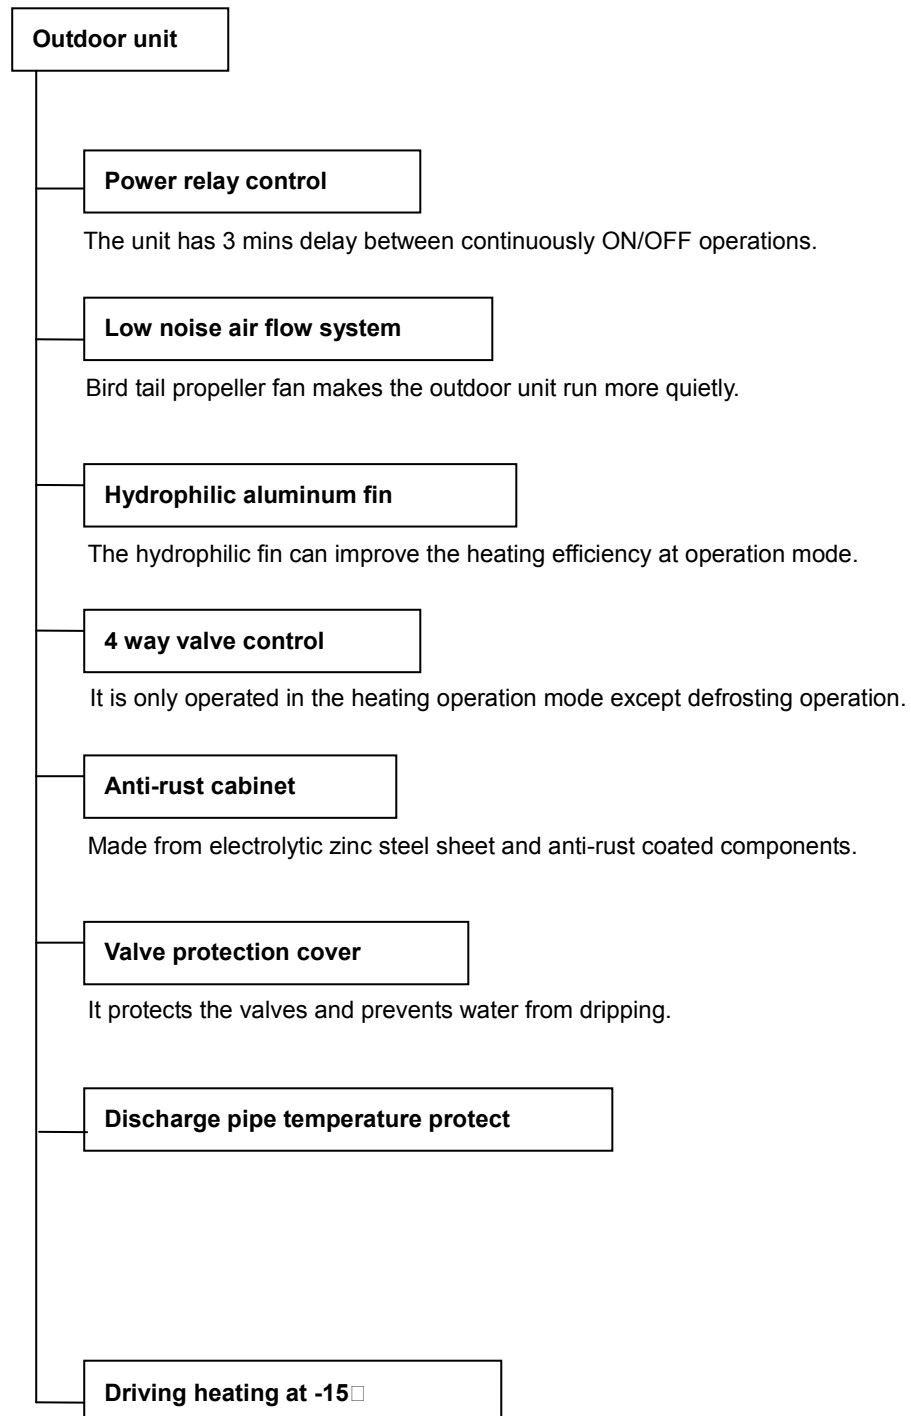 Outdoor unit
Power relay control
The unit has 3 mins delay between continuously ON/OFF operations.
Low noise air flow system
Bird tail propeller fan makes the outdoor unit run more quietly.
Hydrophilic aluminum fin
The hydrophilic fin can improve the heating efficiency at operation mode.
4 way valve control
It is only operated in the heating operation mode except defrosting operation.
Anti-rust cabinet
Made from electrolytic zinc steel sheet and anti-rust coated components.
Valve protection cover
It protects the valves and prevents water from dripping.
Discharge pipe temperature protect
Driving heating at -15□